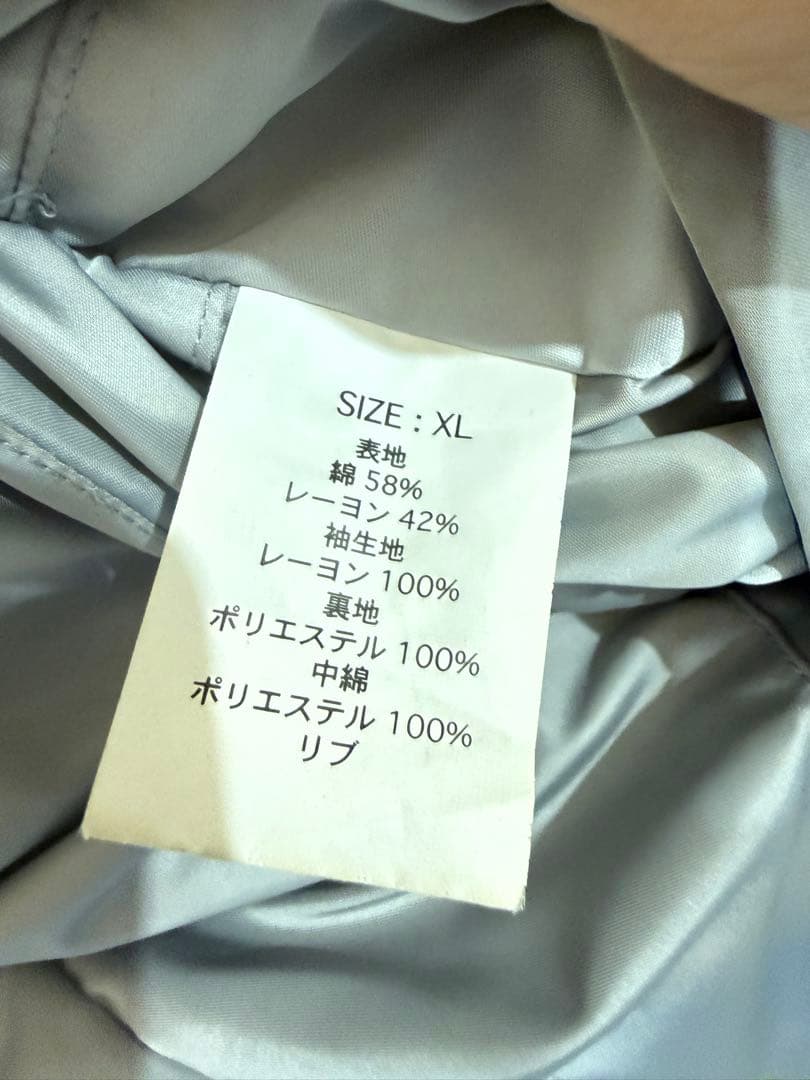 SIZE : XL
表地
綿 58%
レーヨン 42%
袖生地
レーヨン 100%
裏地
ポリエステル 100%
中綿
ポリエステル 100%
リブ